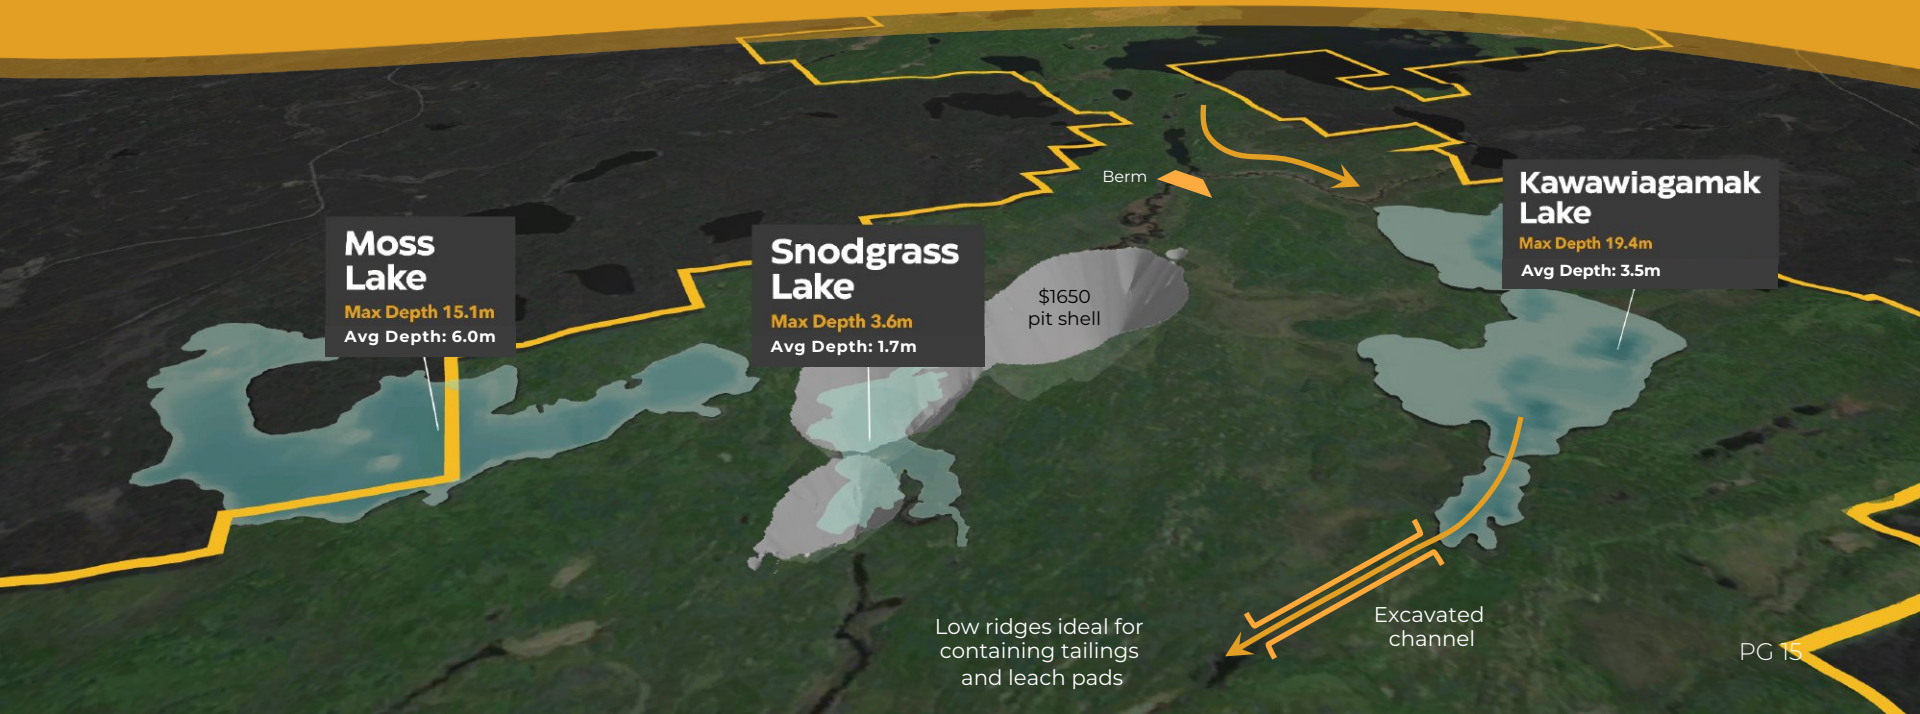 Berm
Kawawiagamak
Lake
Max Depth 19.4m
Avg Depth: 3.5m
Moss
Lake
Max Depth 15.1m
Avg Depth: 6.0m
Snodgrass
Lake
Max Depth 3.6m
Avg Depth: 1.7m
$1650
pit shell
Low ridges ideal for
containing tailings
and leach pads
Excavated
channel
PG 15